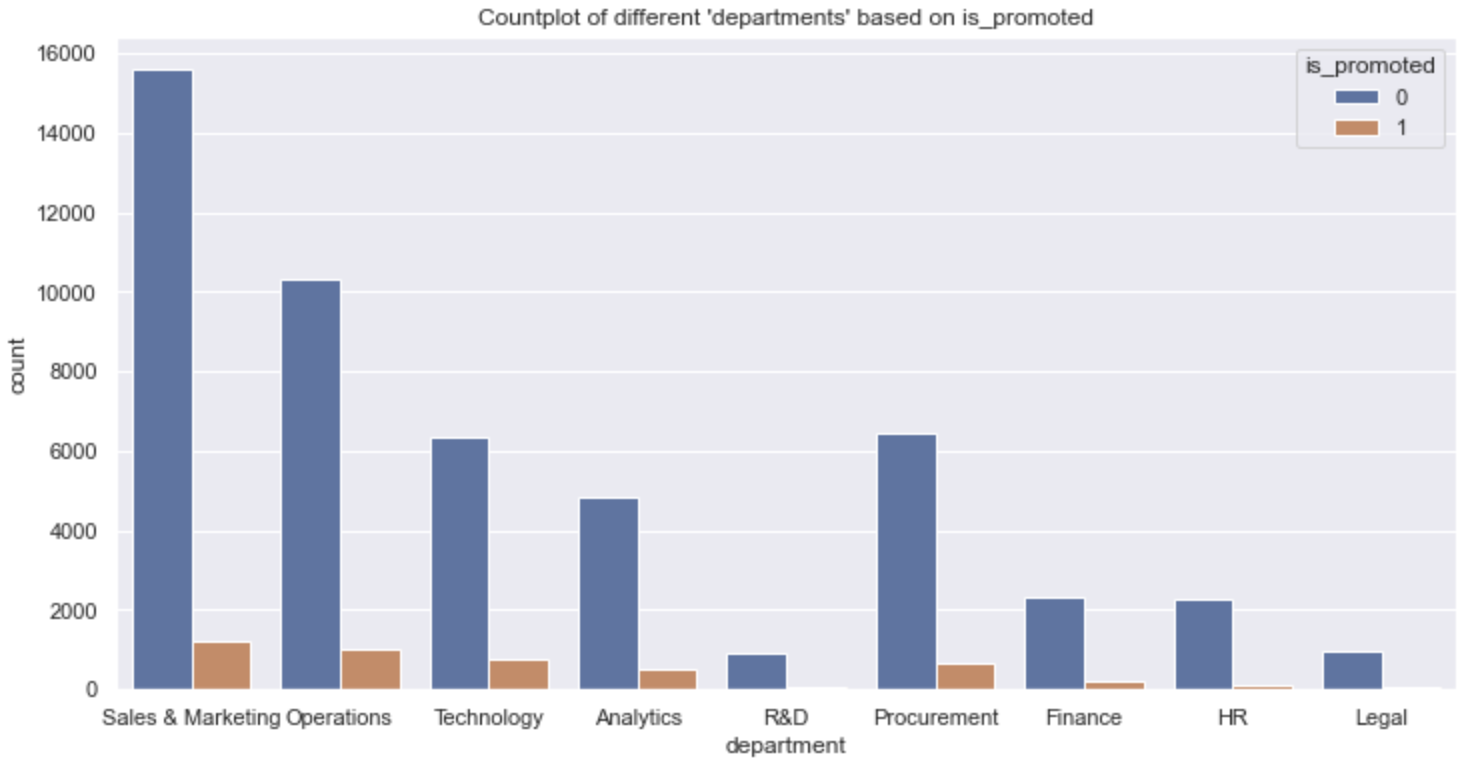 Countplot of different 'departments' based on is_promoted
is_promoted
0
1
16000
14000
12000
10000
8000
6000
4000
2000
0
count
Sales & Marketing Operations Technology Analytics R&D Procurement Finance HR Legal
department